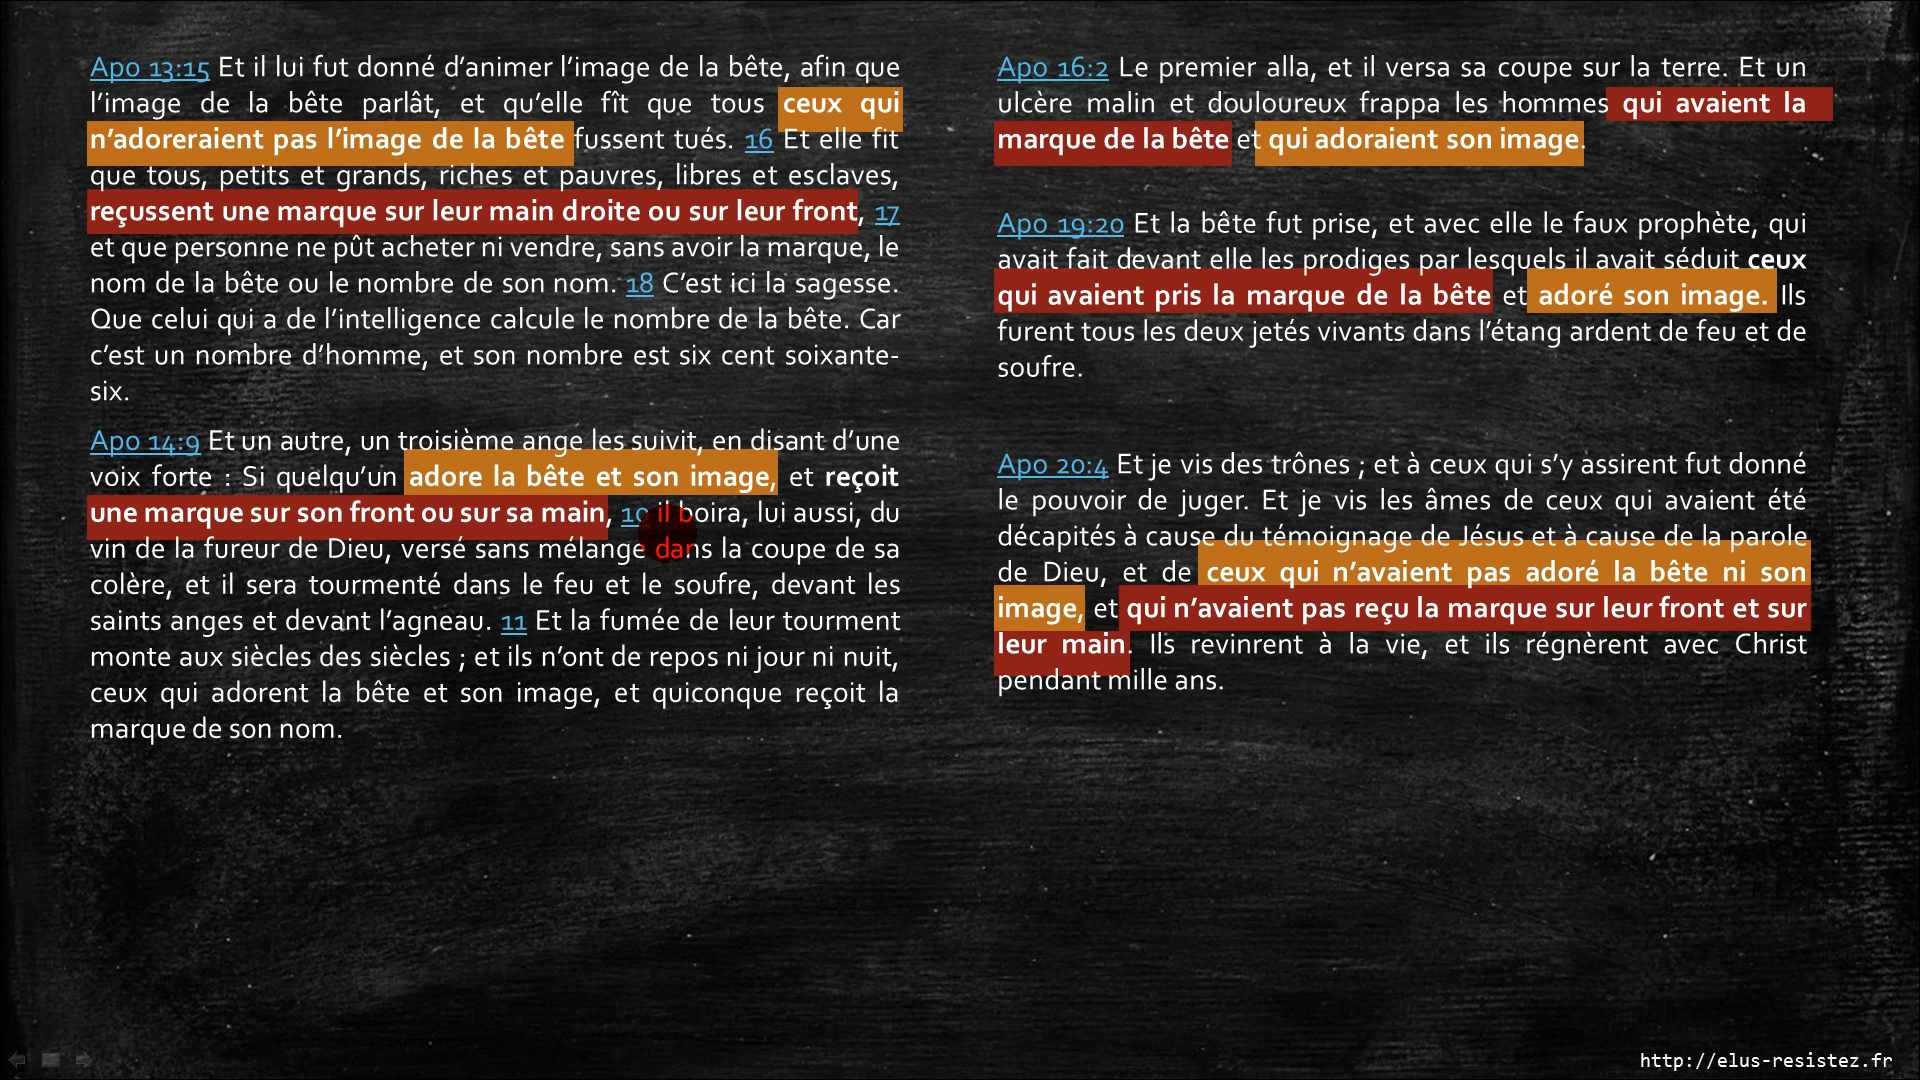 Apo 13:15 Et il lui fut donné d’animer l’image de la bête, afin que
l’image de la bête parlât, et qu’elle fît que tous ceux qui
n’adoreraient pas l’image de la bête fussent tués. 16 Et elle fit
que tous, petits et grands, riches et pauvres, libres et esclaves,
reçussent une marque sur leur main droite ou sur leur front, 17
et que personne ne pût acheter ni vendre, sans avoir la marque, le
nom de la bête ou le nombre de son nom. 18 C’est ici la sagesse.
Que celui qui a de l’intelligence calcule le nombre de la bête. Car
c’est un nombre d’homme, et son nombre est six cent soixante-
six.
Apo 14:9 Et un autre, un troisième ange les suivit, en disant d’une
voix forte : Si quelqu’un adore la bête et son image, et reçoit
une marque sur son front ou sur sa main, 10 il boira, lui aussi, du
vin de la fureur de Dieu, versé sans mélange dans la coupe de sa
colère, et il sera tourmenté dans le feu et le soufre, devant les
saints anges et devant l’agneau. 11 Et la fumée de leur tourment
monte aux siècles des siècles ; et ils n’ont de repos ni jour ni nuit,
ceux qui adorent la bête et son image, et quiconque reçoit la
marque de son nom.
Apo 16:2 Le premier alla, et il versa sa coupe sur la terre. Et un
ulcère malin et douloureux frappa les hommes qui avaient la
marque de la bête et qui adoraient son image.
Apo 19:20 Et la bête fut prise, et avec elle le faux prophète, qui
avait fait devant elle les prodiges par lesquels il avait séduit ceux
qui avaient pris la marque de la bête et adoré son image. Ils
furent tous les deux jetés vivants dans l’étang ardent de feu et de
soufre.
Apo 20:4 Et je vis des trônes ; et à ceux qui s’y assirent fut donné
le pouvoir de juger. Et je vis les âmes de ceux qui avaient été
décapités à cause du témoignage de Jésus et à cause de la parole
de Dieu, et de ceux qui n’avaient pas adoré la bête ni son
image, et qui n’avaient pas reçu la marque sur leur front et sur
leur main. Ils revinrent à la vie, et ils régnèrent avec Christ
pendant mille ans.
http://elus-resistez.fr